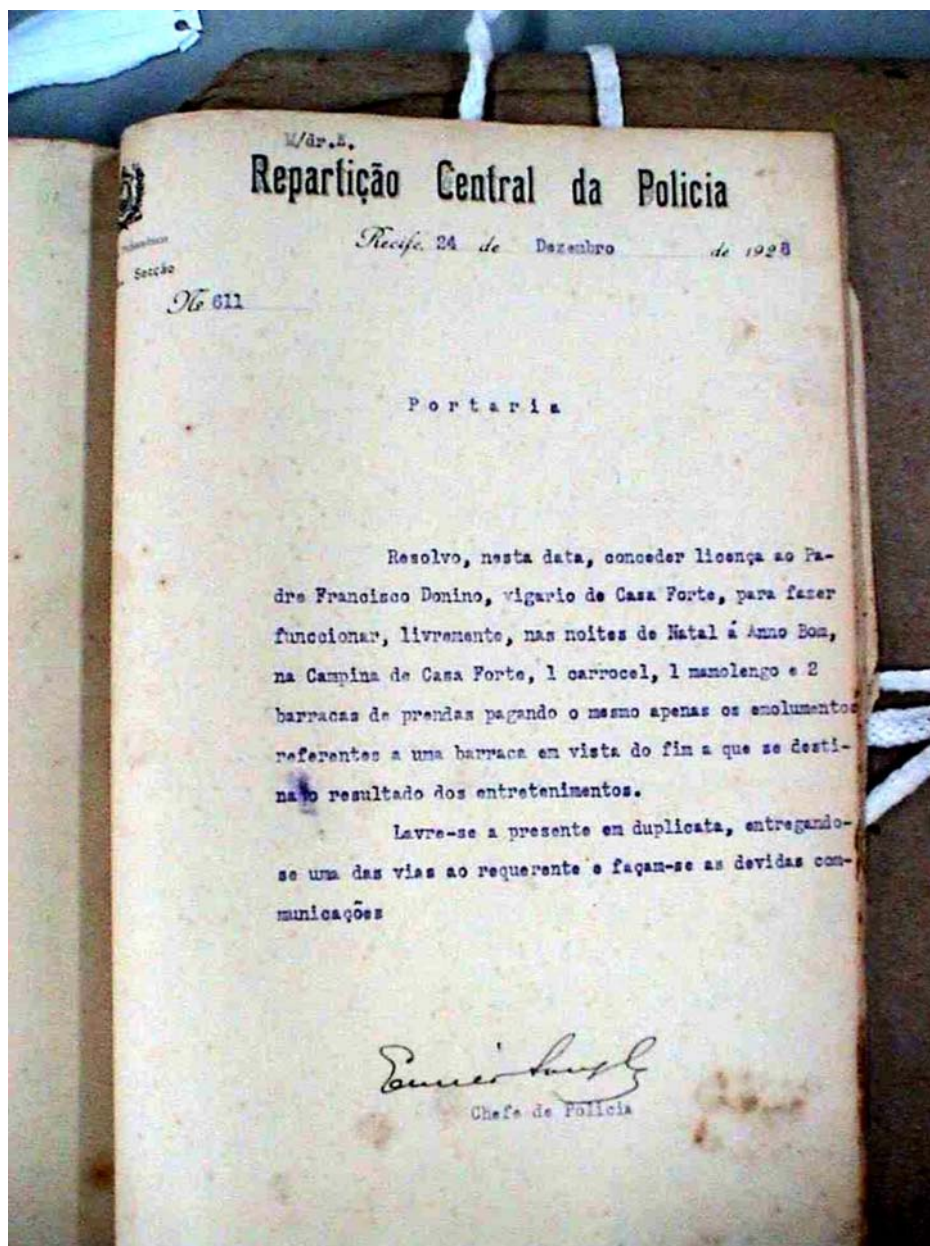 M/dr.E.
Repartição Central da Policia
Recife, 24 de Dezembro de 1928
Secção
No 611
Portaria
Resolvo, nesta data, conceder licença ao Pa-
dre Francisco Donino, vigario de Casa Forte, para fazer
funccionar, livremente, nas noites de Natal á Anno Bom,
na Campina de Casa Forte, 1 carrocel, 1 mamolengo e 2
barracas de prendas pagando o mesmo apenas os emolumentos
referentes a uma barraca em vista do fim a que se desti-
na o resultado dos entretenimentos.
Lavre-se a presente em duplicata, entregando-
se uma das vias ao requerente e façam-se as devidas com-
municações
Chefe de Policia